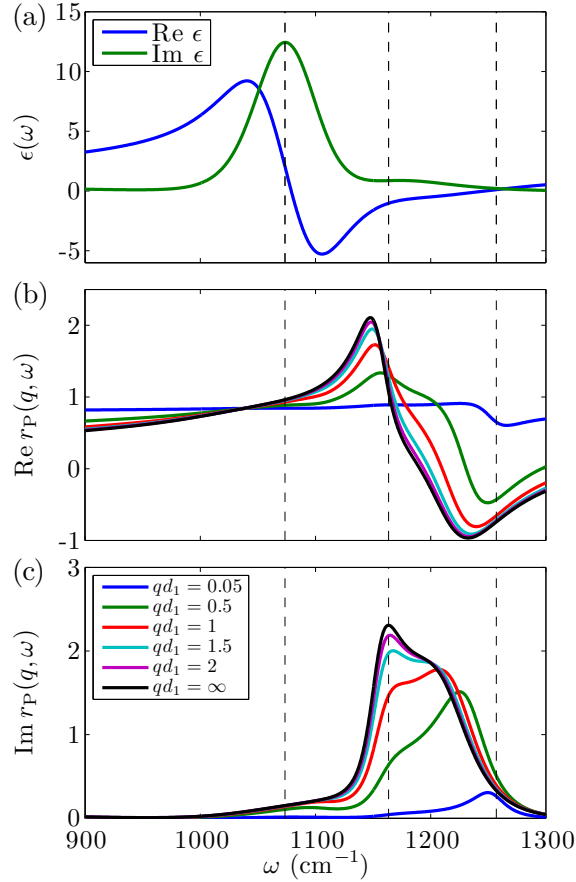 (a)
Re ϵ
Im ϵ
15
10
5
0
-5
ϵ(ω)
(b)
2
1
0
-1
Re r_P(q, ω)
(c)
qd₁ = 0.05
qd₁ = 0.5
qd₁ = 1
qd₁ = 1.5
qd₁ = 2
qd₁ = ∞
3
2
1
0
Im r_P(q, ω)
900 1000 1100 1200 1300
ω (cm⁻¹)